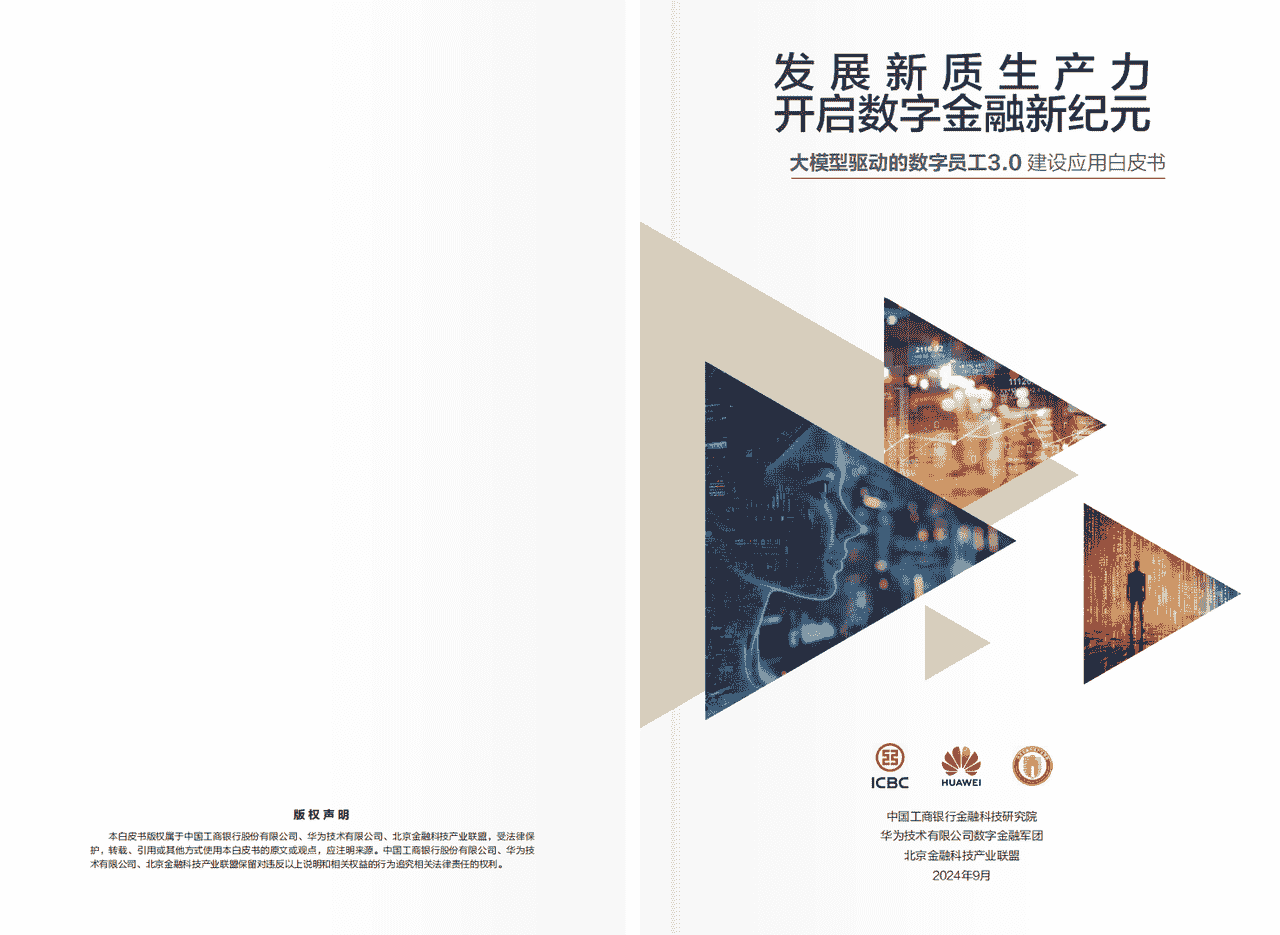 发展新质生产力
开启数字金融新纪元
大模型驱动的数字员工3.0 建设应用白皮书
2116.92
11120
ICBC
HUAWEI
中国工商银行金融科技研究院
华为技术有限公司数字金融军团
北京金融科技产业联盟
2024年9月
版权声明
本白皮书版权属于中国工商银行股份有限公司、华为技术有限公司、北京金融科技产业联盟，受法律保
护，转载、引用或其他方式使用本白皮书的原文或观点，应注明来源。中国工商银行股份有限公司、华为技
术有限公司、北京金融科技产业联盟保留对违反以上说明和相关权益的行为追究相关法律责任的权利。